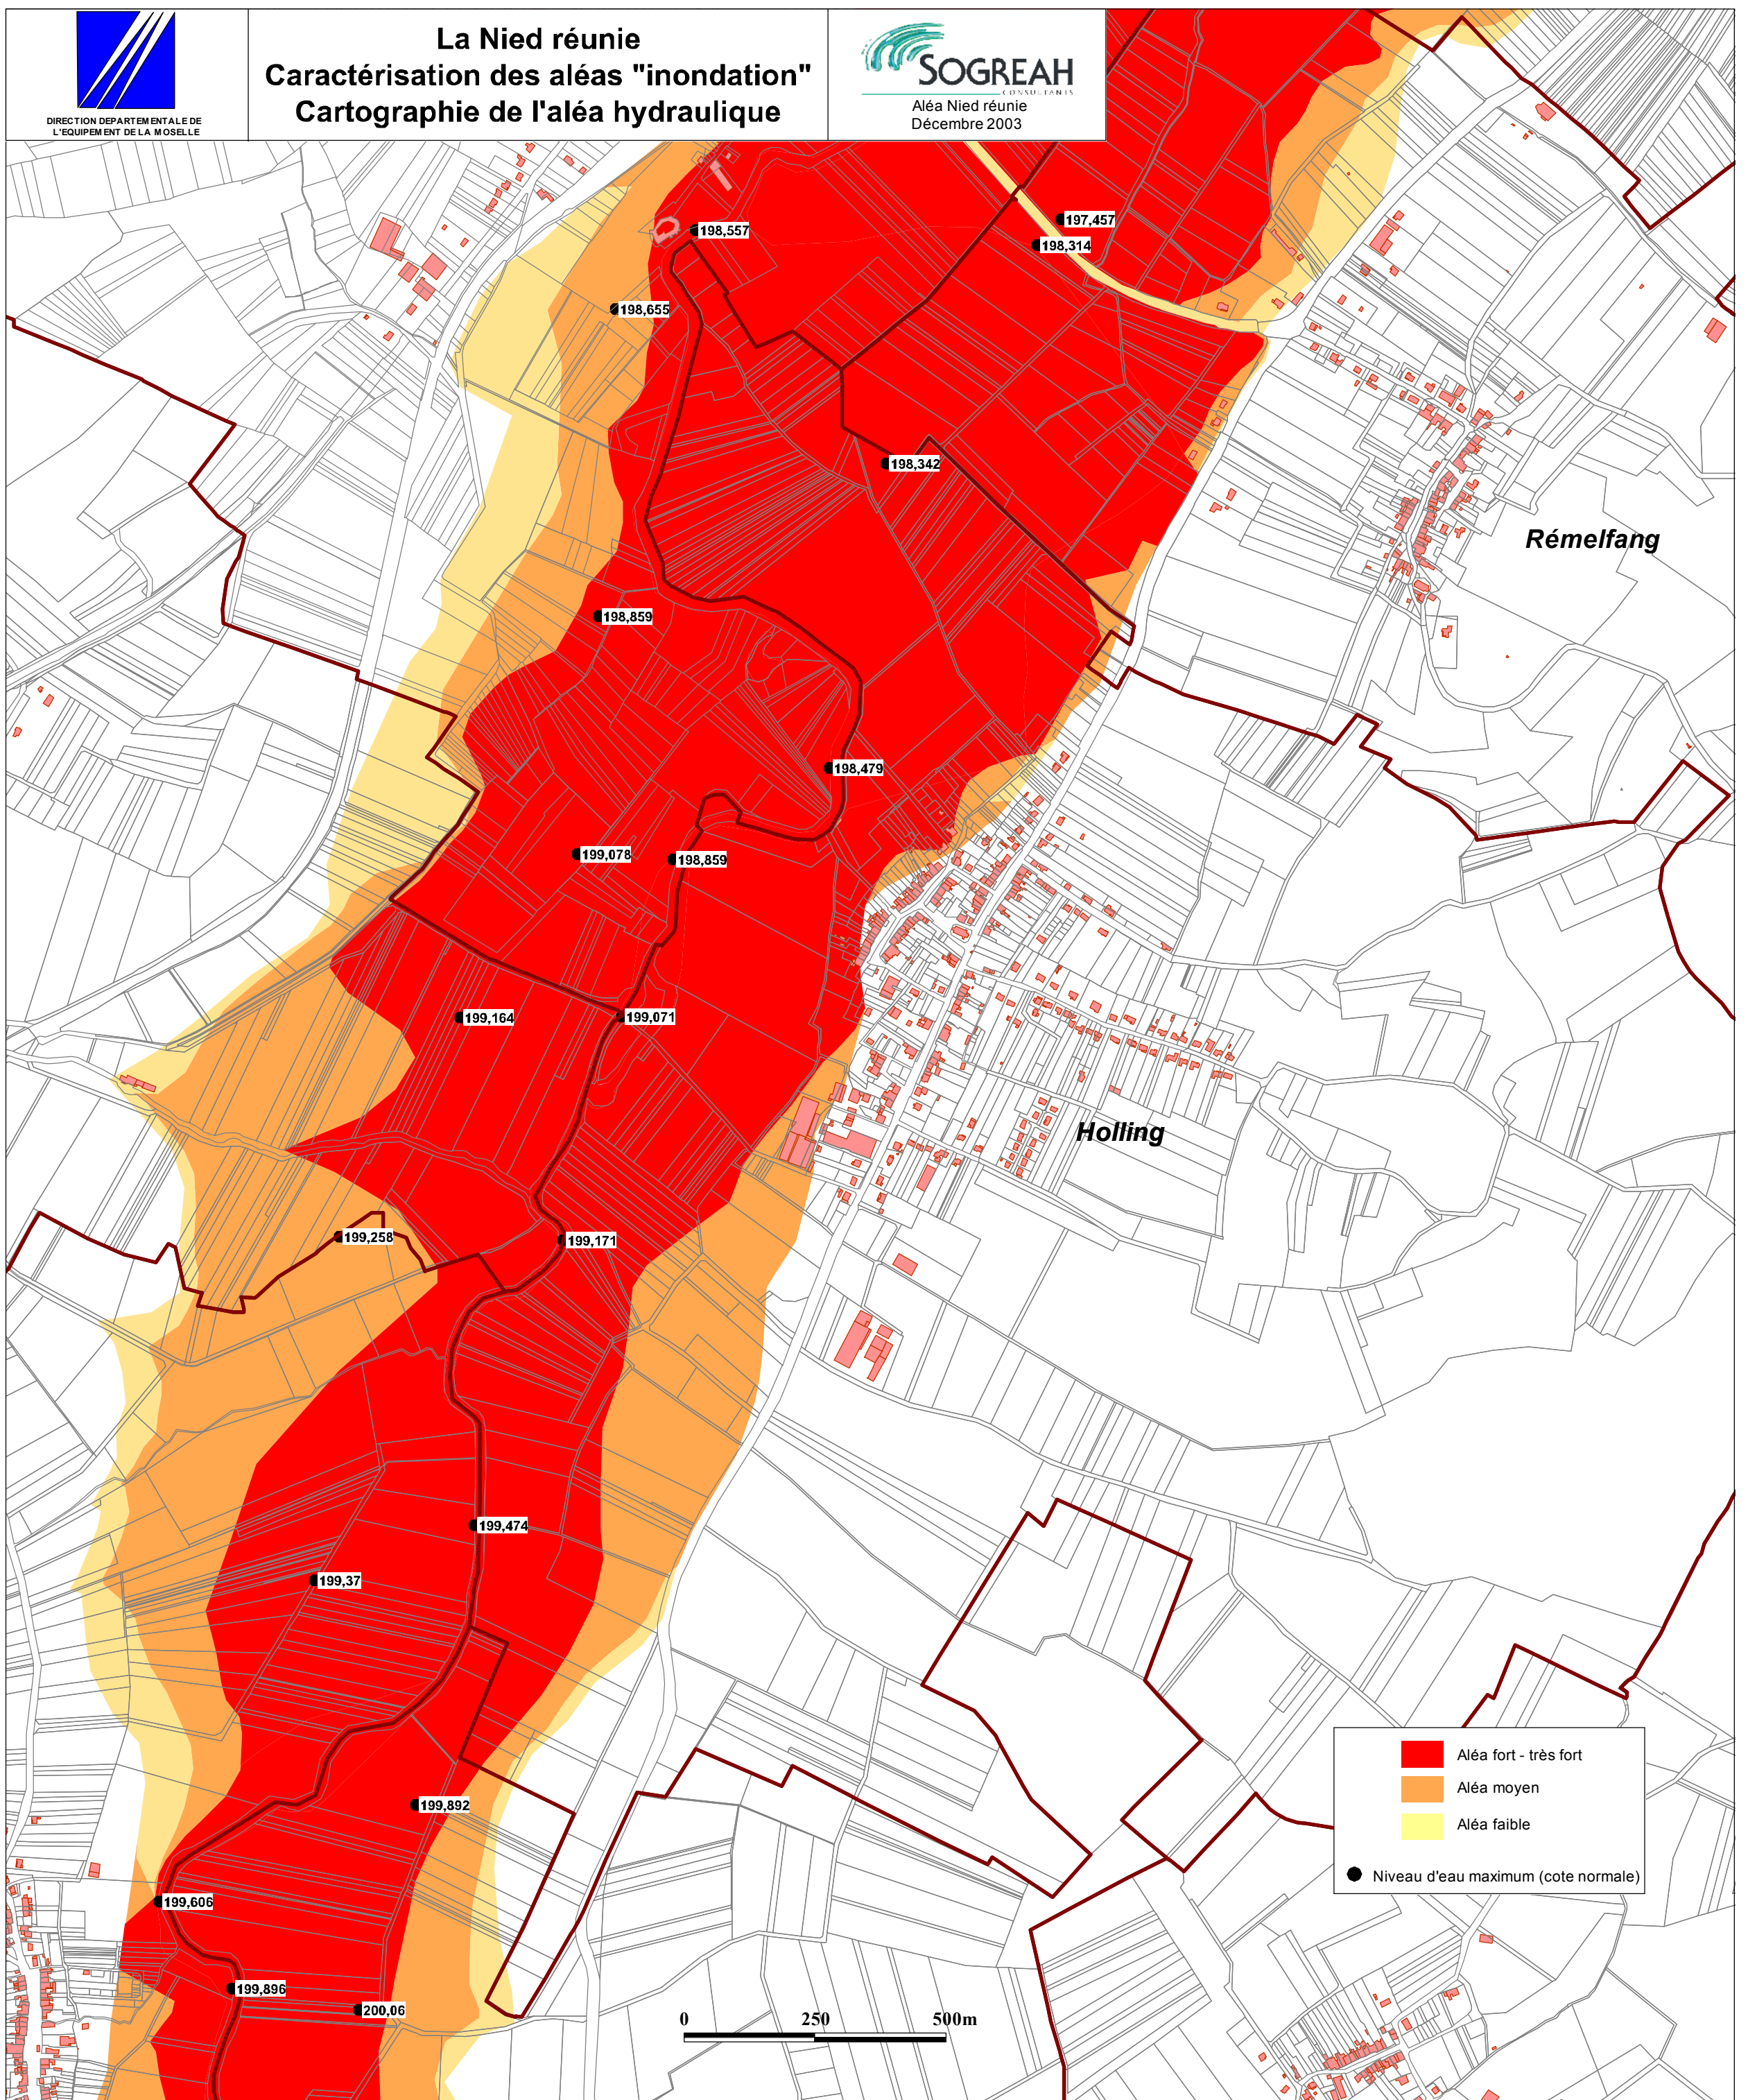 DIRECTION DEPARTEMENTALE DE
L'EQUIPEMENT DE LA MOSELLE
La Nied réunie
Caractérisation des aléas "inondation"
Cartographie de l'aléa hydraulique
SOGREAH
CONSULTANTS
Aléa Nied réunie
Décembre 2003
197,457
198,557
198,314
198,655
198,342
Rémelfang
198,859
198,479
199,078
198,859
199,164
199,071
Holling
199,258
199,171
199,474
199,37
Aléa fort - très fort
Aléa moyen
199,892
Aléa faible
Niveau d'eau maximum (cote normale)
199,606
199,896
200,06
0 250 500m